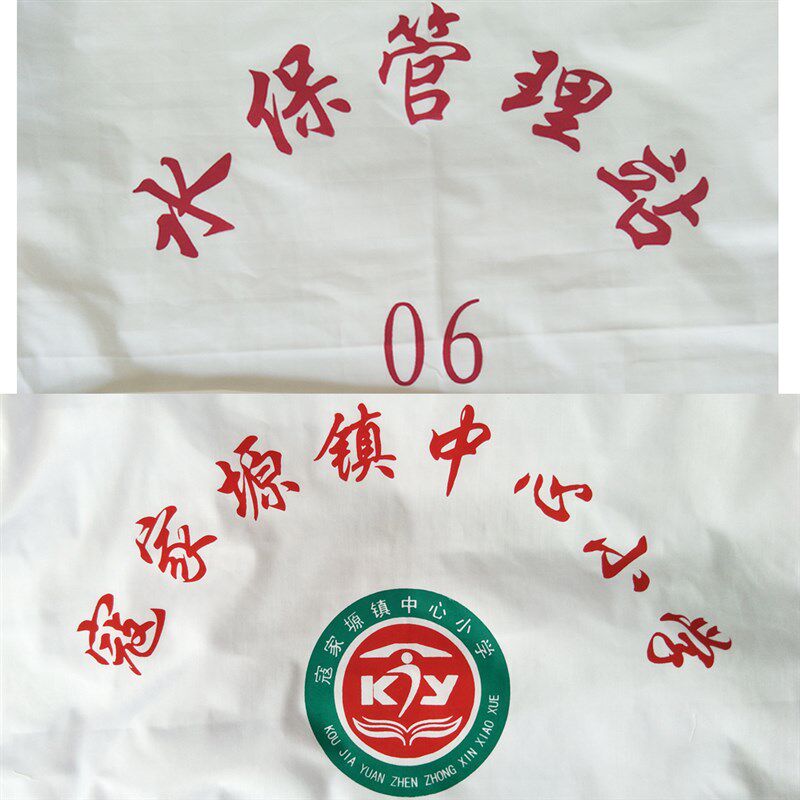 水保管理站
06
寇家塬镇中心小学
寇家塬镇中心小学
KJY
KOU JIA YUAN ZHEN ZHONG XIN XIAO XUE